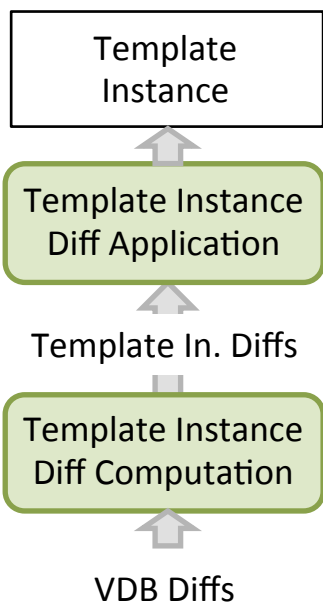 Template
Instance
Template Instance
Diff Application
Template In. Diffs
Template Instance
Diff Computation
VDB Diffs